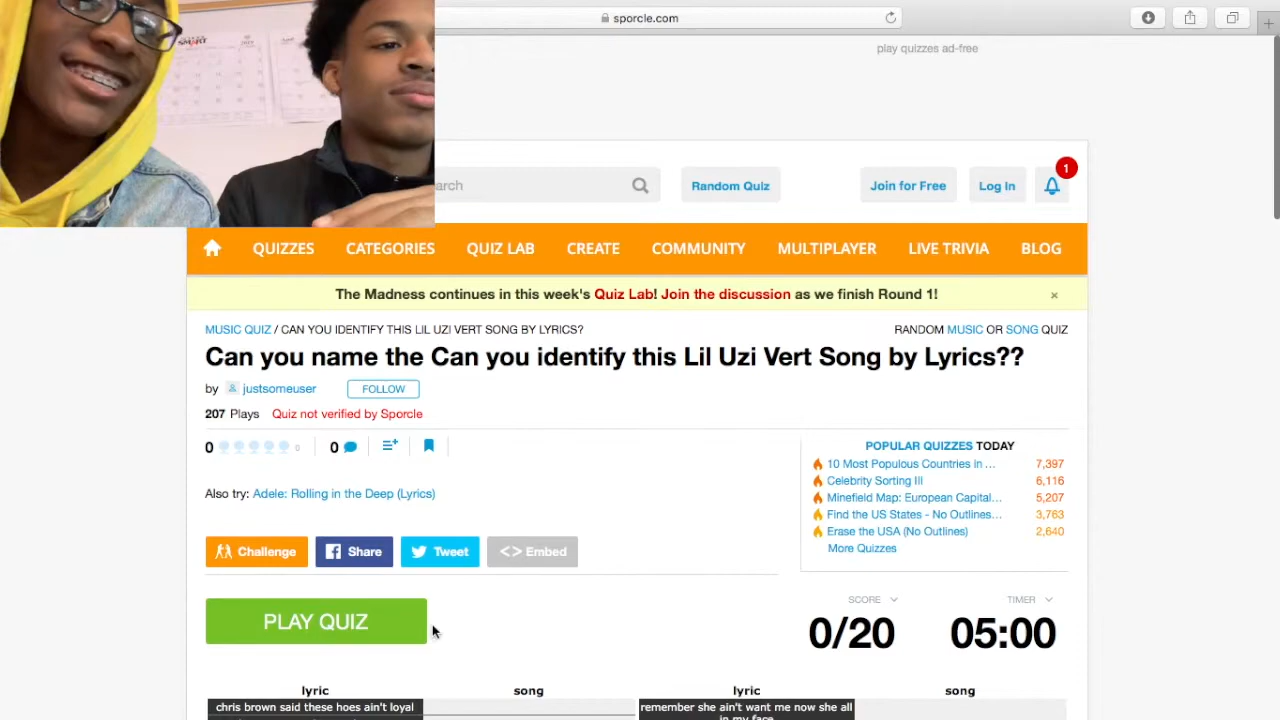 sporcle.com
play quizzes ad-free
SMART
arch
Random Quiz
Join for Free
Log In
1
QUIZZES
CATEGORIES
QUIZ LAB
CREATE
COMMUNITY
MULTIPLAYER
LIVE TRIVIA
BLOG
The Madness continues in this week's Quiz Lab! Join the discussion as we finish Round 1!
×
MUSIC QUIZ / CAN YOU IDENTIFY THIS LIL UZI VERT SONG BY LYRICS?
RANDOM MUSIC OR SONG QUIZ
Can you name the Can you identify this Lil Uzi Vert Song by Lyrics??
by justsomeuser
FOLLOW
207 Plays Quiz not verified by Sporcle
0 0
0
POPULAR QUIZZES TODAY
10 Most Populous Countries in ... 7,397
Celebrity Sorting III 6,116
Minefield Map: European Capital... 5,207
Find the US States - No Outlines... 3,763
Erase the USA (No Outlines) 2,640
More Quizzes
Also try: Adele: Rolling in the Deep (Lyrics)
Challenge
Share
Tweet
<> Embed
PLAY QUIZ
SCORE
TIMER
0/20
05:00
lyric
song
lyric
song
chris brown said these hoes ain't loyal
remember she ain't want me now she all
in my face